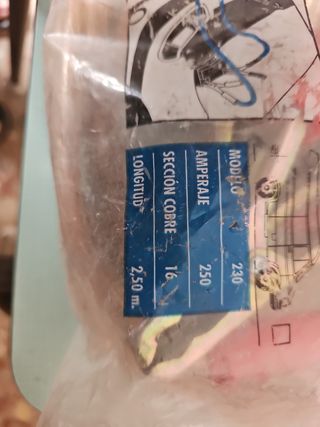 MODELO 230
AMPERAJE 250
SECCIÓN COBRE 16
LONGITUD 2,50 m.